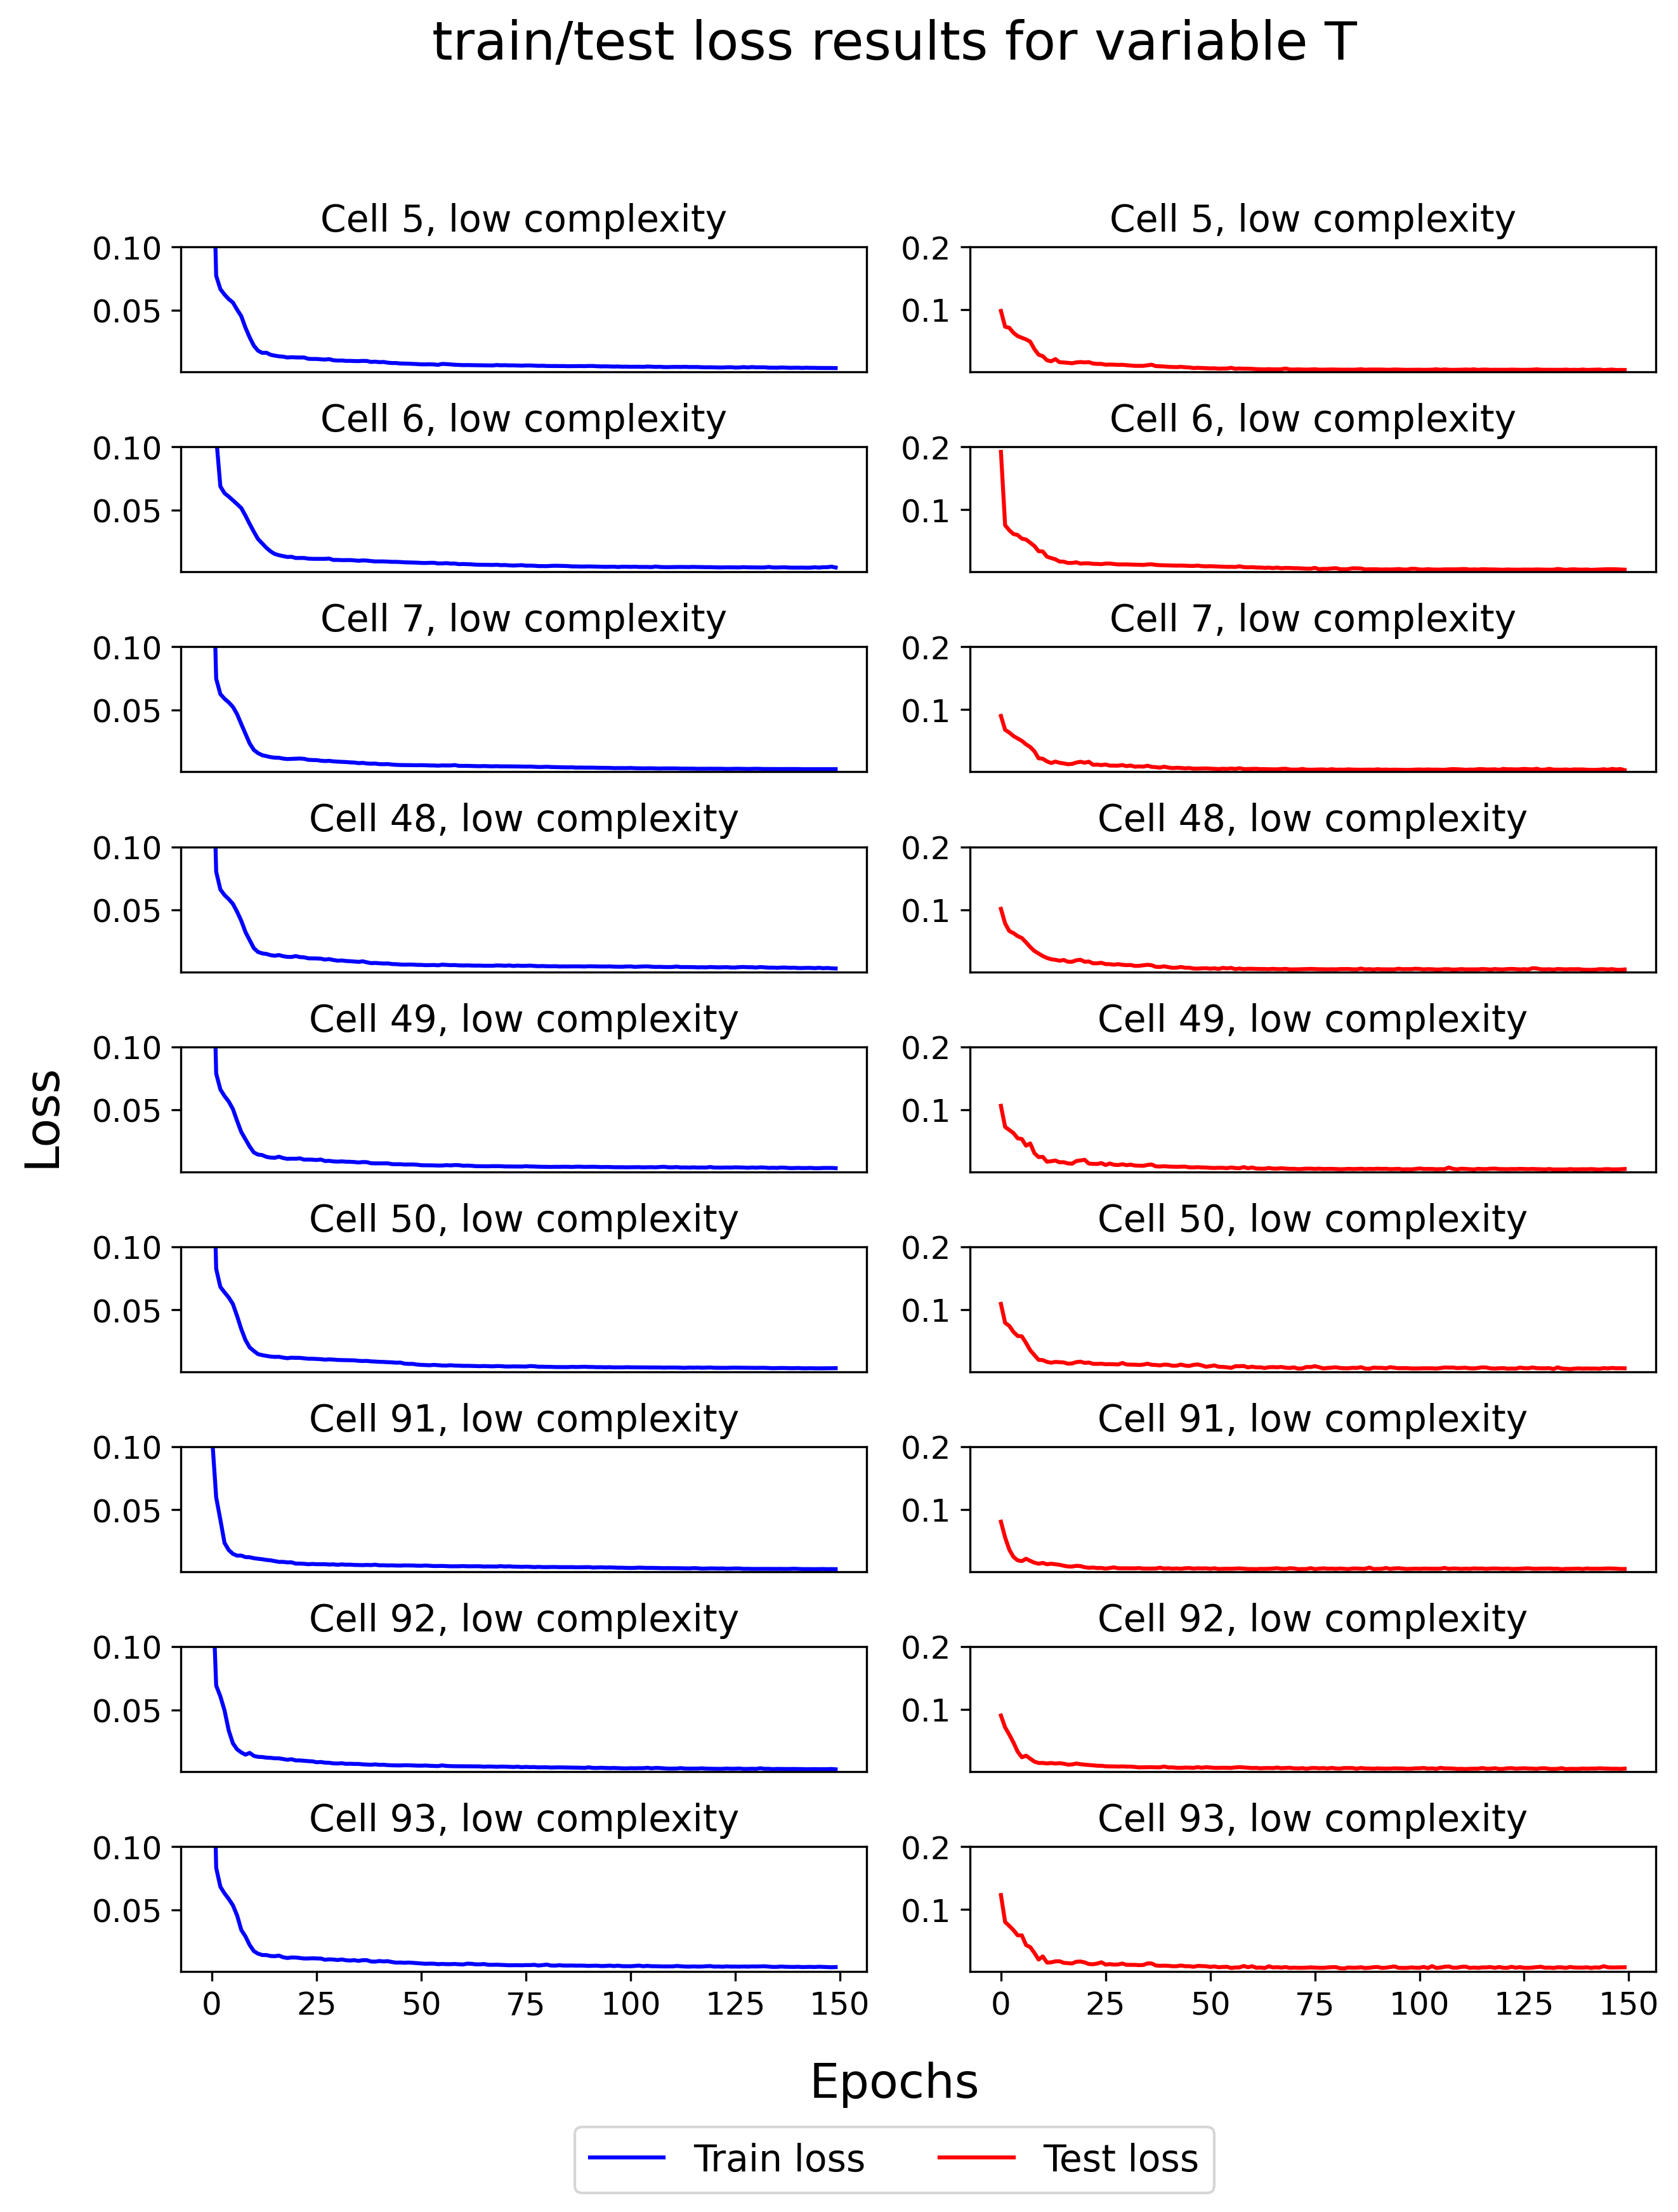 train/test loss results for variable T
Cell 5, low complexity
0.10
0.05
Cell 5, low complexity
0.2
0.1
Cell 6, low complexity
0.10
0.05
Cell 6, low complexity
0.2
0.1
Cell 7, low complexity
0.10
0.05
Cell 7, low complexity
0.2
0.1
Cell 48, low complexity
0.10
0.05
Cell 48, low complexity
0.2
0.1
Cell 49, low complexity
0.10
0.05
Cell 49, low complexity
0.2
0.1
Loss
Cell 50, low complexity
0.10
0.05
Cell 50, low complexity
0.2
0.1
Cell 91, low complexity
0.10
0.05
Cell 91, low complexity
0.2
0.1
Cell 92, low complexity
0.10
0.05
Cell 92, low complexity
0.2
0.1
Cell 93, low complexity
0.10
0.05
0 25 50 75 100 125 150
Cell 93, low complexity
0.2
0.1
0 25 50 75 100 125 150
Epochs
Train loss
Test loss